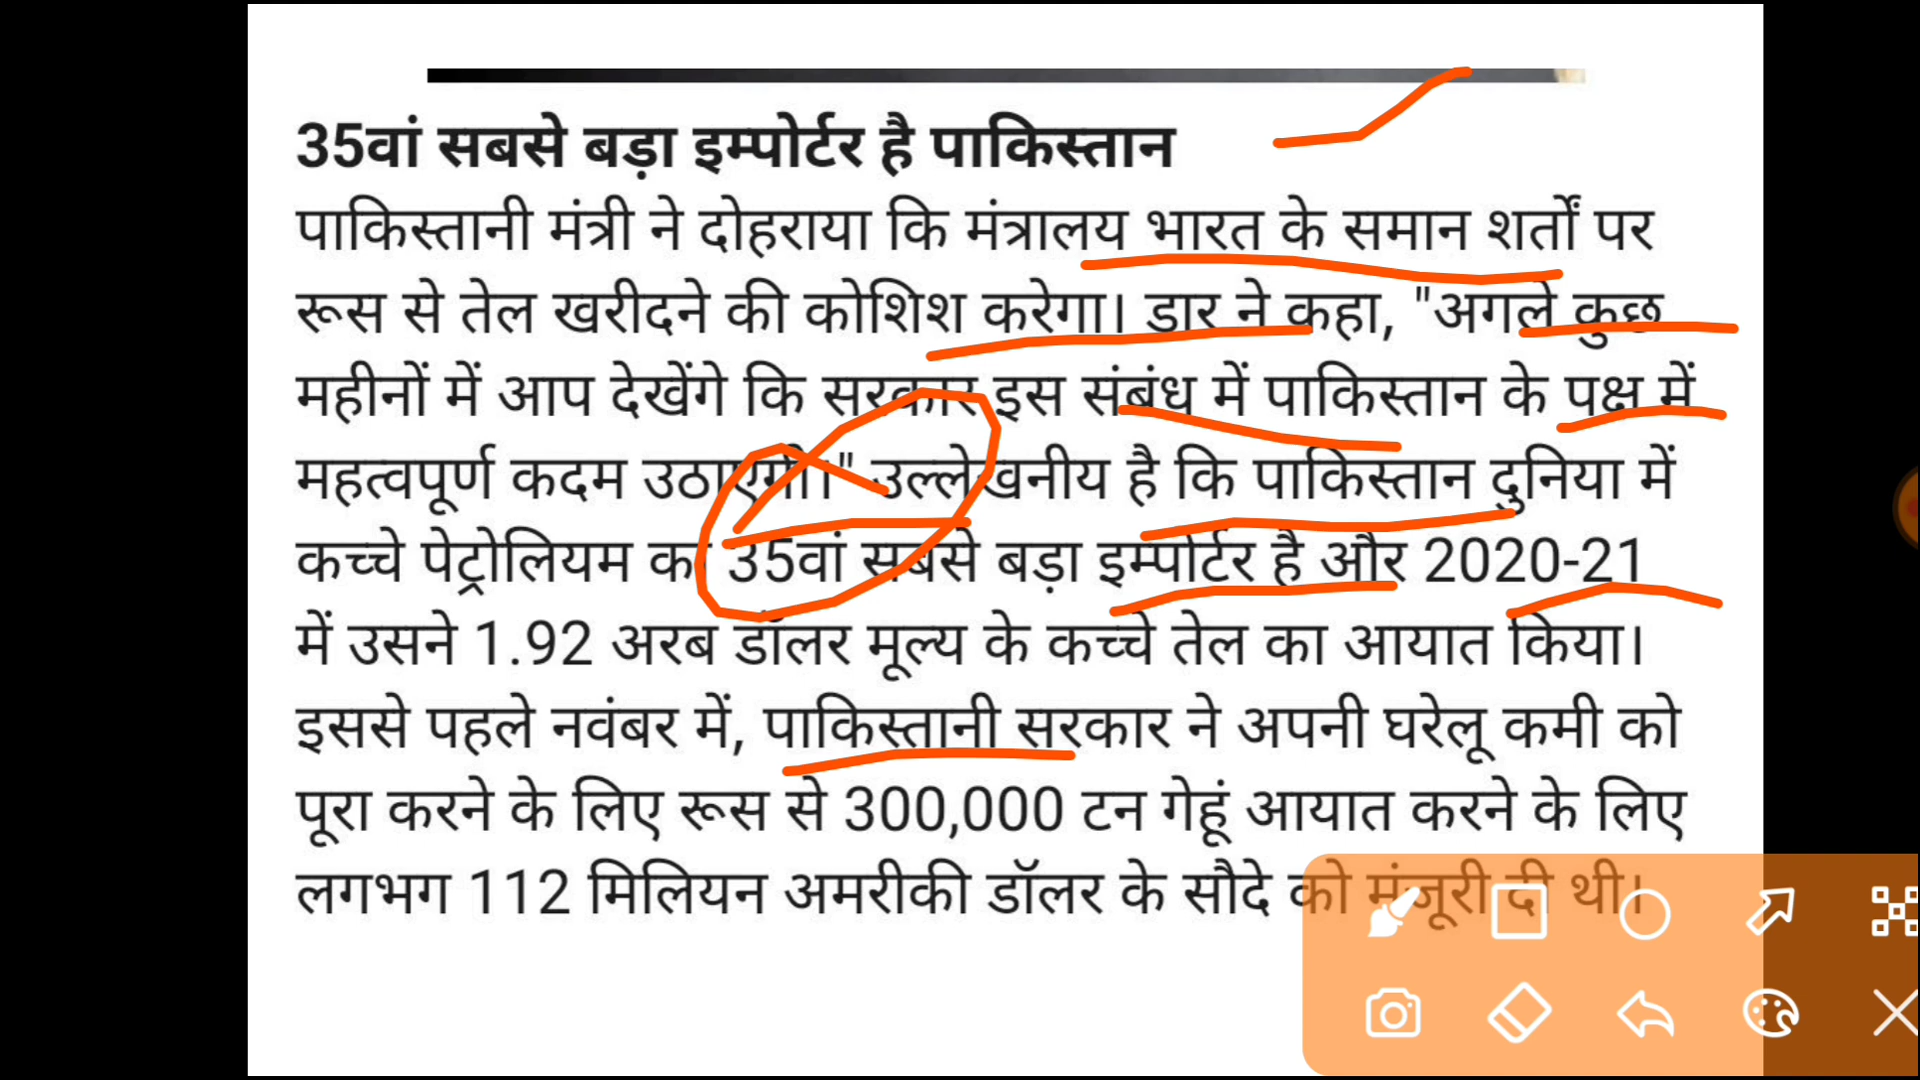 35वां सबसे बड़ा इम्पोर्टर है पाकिस्तान
पाकिस्तानी मंत्री ने दोहराया कि मंत्रालय भारत के समान शर्तों पर
रूस से तेल खरीदने की कोशिश करेगा। डार ने कहा, "अगले कुछ
महीनों में आप देखेंगे कि सरकार इस संबंध में पाकिस्तान के पक्ष में
महत्वपूर्ण कदम उठाएगी।" उल्लेखनीय है कि पाकिस्तान दुनिया में
कच्चे पेट्रोलियम का 35वां सबसे बड़ा इम्पोर्टर है और 2020-21
में उसने 1.92 अरब डॉलर मूल्य के कच्चे तेल का आयात किया।
इससे पहले नवंबर में, पाकिस्तानी सरकार ने अपनी घरेलू कमी को
पूरा करने के लिए रूस से 300,000 टन गेहूं आयात करने के लिए
लगभग 112 मिलियन अमरीकी डॉलर के सौदे को मंजूरी दी थी।